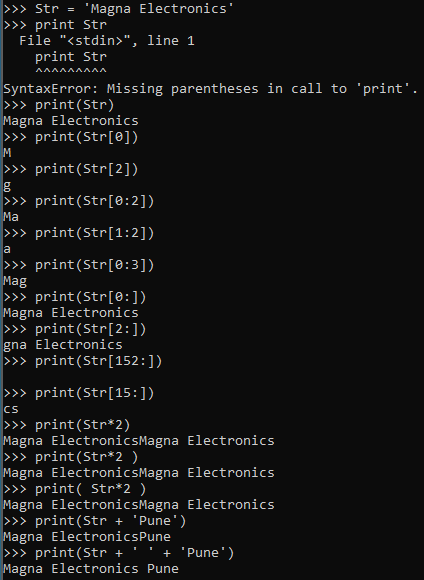 >>> Str = 'Magna Electronics'
>>> print Str
  File "<stdin>", line 1
    print Str
    ^^^^^^^^^
SyntaxError: Missing parentheses in call to 'print'.
>>> print(Str)
Magna Electronics
>>> print(Str[0])
M
>>> print(Str[2])
g
>>> print(Str[0:2])
Ma
>>> print(Str[1:2])
a
>>> print(Str[0:3])
Mag
>>> print(Str[0:])
Magna Electronics
>>> print(Str[2:])
gna Electronics
>>> print(Str[152:])

>>> print(Str[15:])
cs
>>> print(Str*2)
Magna ElectronicsMagna Electronics
>>> print(Str*2 )
Magna ElectronicsMagna Electronics
>>> print( Str*2 )
Magna ElectronicsMagna Electronics
>>> print(Str + 'Pune')
Magna ElectronicsPune
>>> print(Str + ' ' + 'Pune')
Magna Electronics Pune